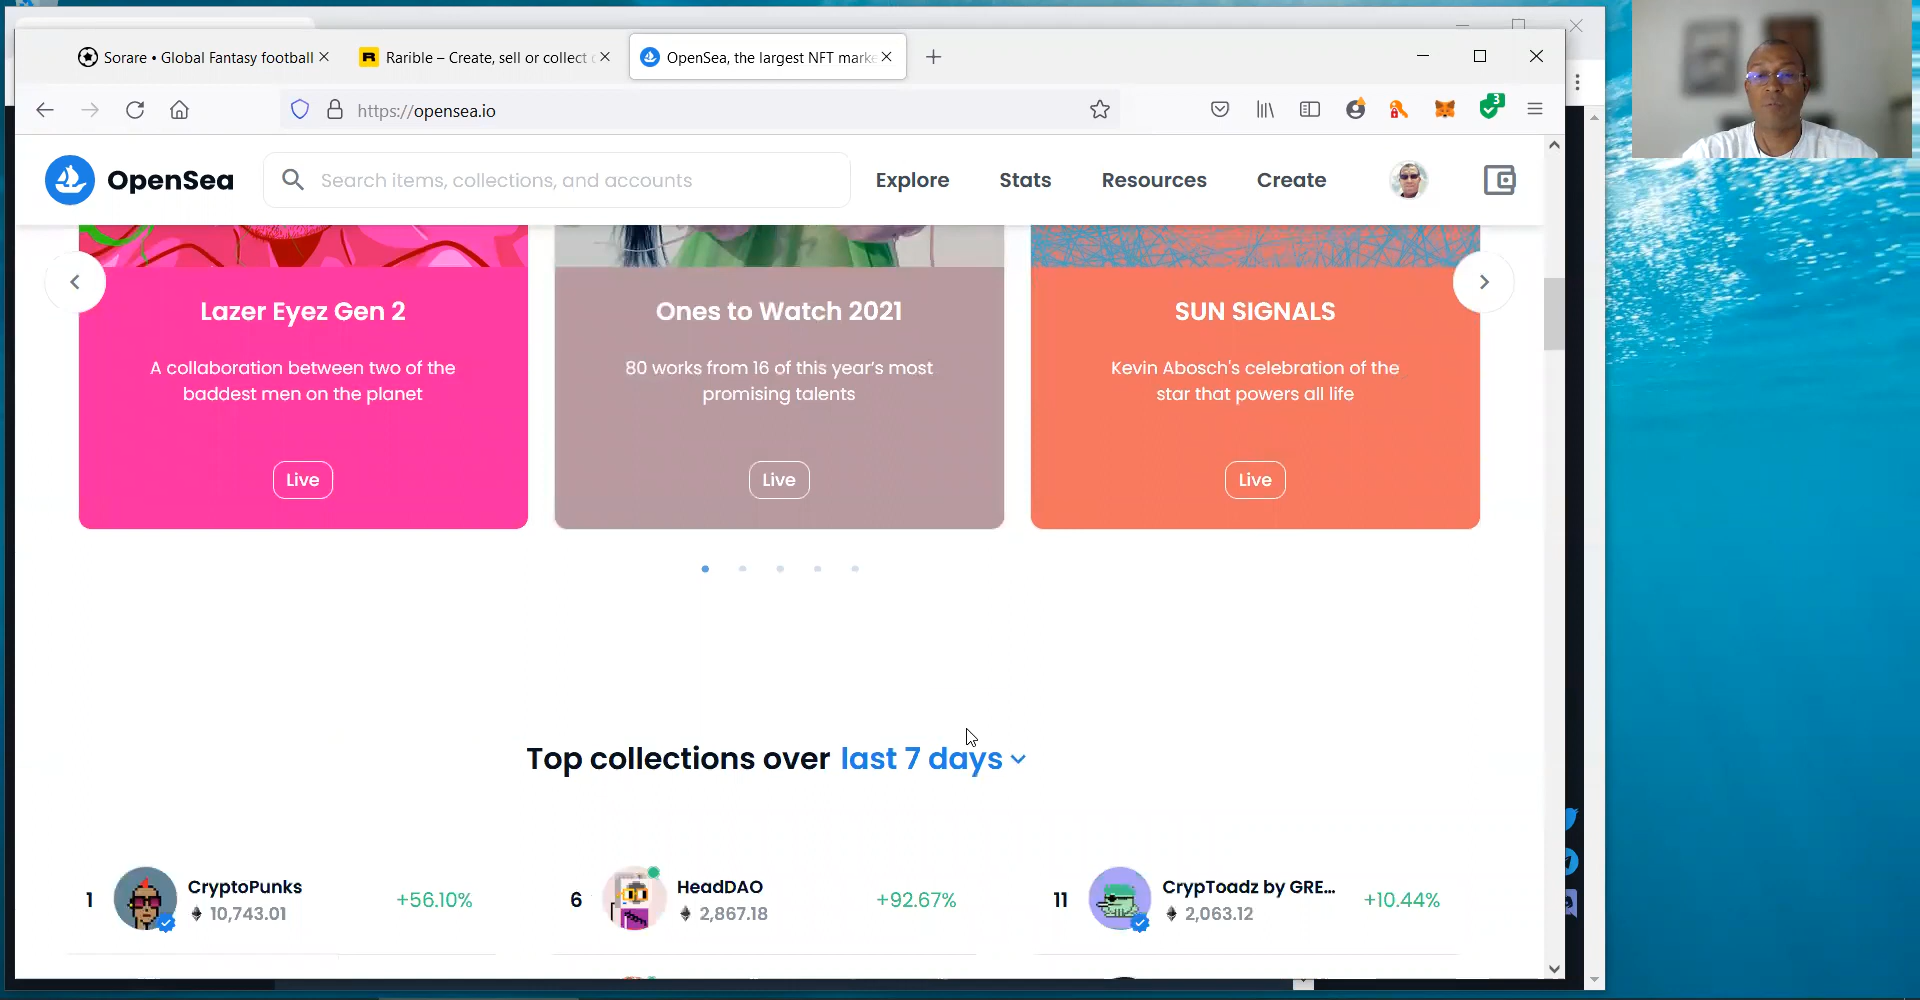 Sorare • Global Fantasy football
Rarible – Create, sell or collect
OpenSea, the largest NFT marke
https://opensea.io
3
OpenSea
Search items, collections, and accounts
Explore
Stats
Resources
Create
Lazer Eyez Gen 2
A collaboration between two of the
baddest men on the planet
Live
Ones to Watch 2021
80 works from 16 of this year's most
promising talents
Live
SUN SIGNALS
Kevin Abosch's celebration of the
star that powers all life
Live
Top collections over last 7 days
1
CryptoPunks
10,743.01
+56.10%
6
HeadDAO
2,867.18
+92.67%
11
CrypToadz by GRE...
2,063.12
+10.44%